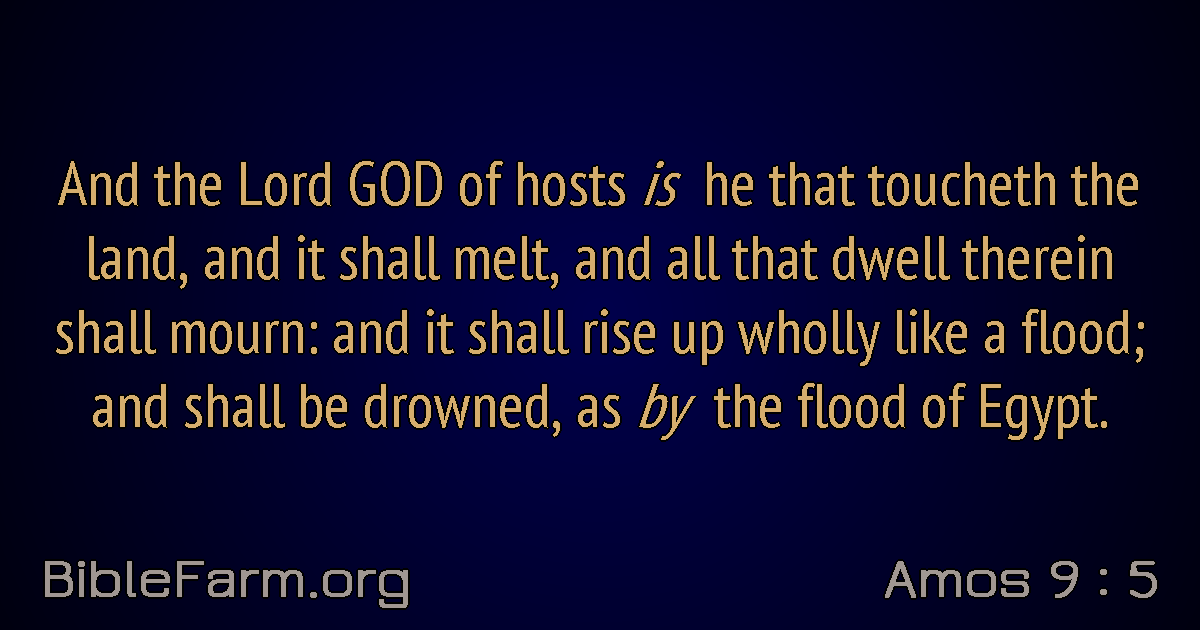 And the Lord GOD of hosts is he that toucheth the
land, and it shall melt, and all that dwell therein
shall mourn: and it shall rise up wholly like a flood;
and shall be drowned, as by the flood of Egypt.
BibleFarm.org
Amos 9 : 5